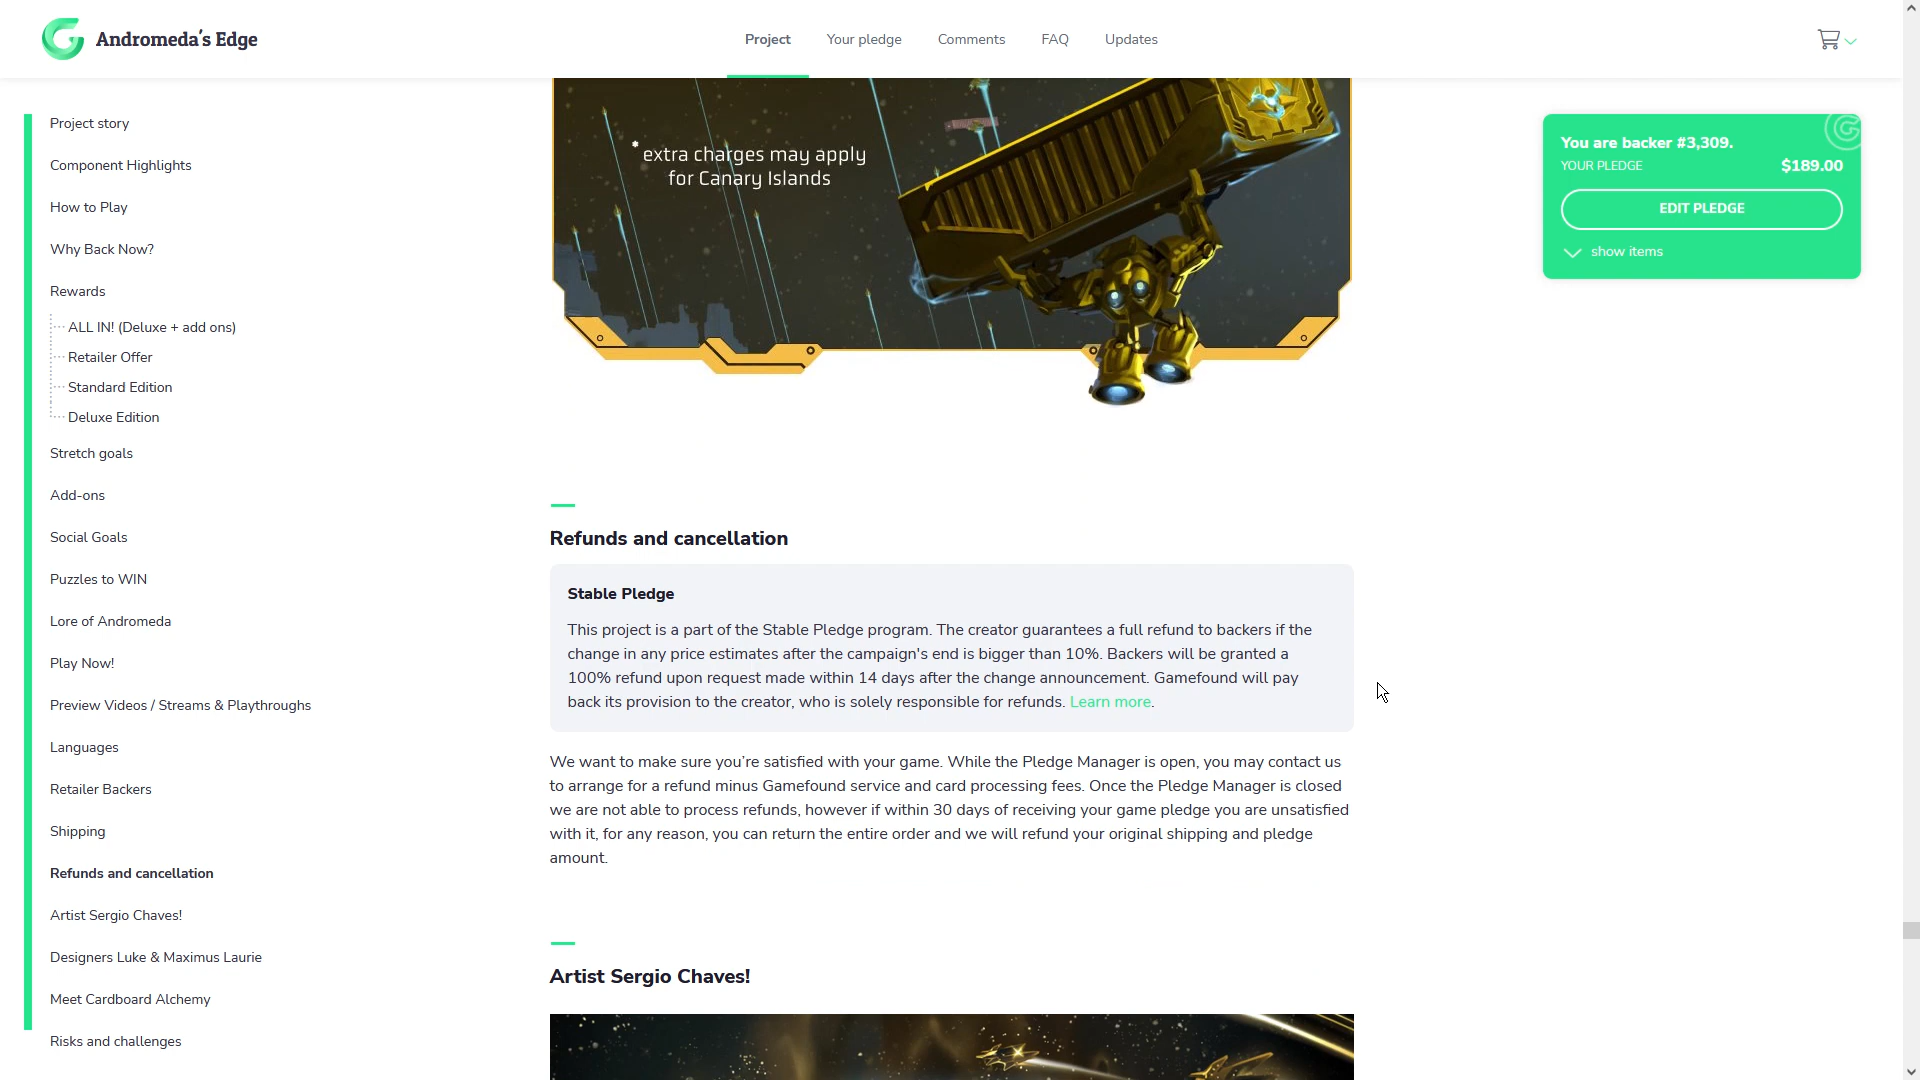 Andromeda's Edge
Project
Your pledge
Comments
FAQ
Updates
Project story
Component Highlights
How to Play
Why Back Now?
Rewards
ALL IN! (Deluxe + add ons)
Retailer Offer
Standard Edition
Deluxe Edition
Stretch goals
Add-ons
Social Goals
Puzzles to WIN
Lore of Andromeda
Play Now!
Preview Videos / Streams & Playthroughs
Languages
Retailer Backers
Shipping
Refunds and cancellation
Artist Sergio Chaves!
Designers Luke & Maximus Laurie
Meet Cardboard Alchemy
Risks and challenges
* extra charges may apply
for Canary Islands
Refunds and cancellation
Stable Pledge
This project is a part of the Stable Pledge program. The creator guarantees a full refund to backers if the
change in any price estimates after the campaign's end is bigger than 10%. Backers will be granted a
100% refund upon request made within 14 days after the change announcement. Gamefound will pay
back its provision to the creator, who is solely responsible for refunds. Learn more.
We want to make sure you’re satisfied with your game. While the Pledge Manager is open, you may contact us
to arrange for a refund minus Gamefound service and card processing fees. Once the Pledge Manager is closed
we are not able to process refunds, however if within 30 days of receiving your game pledge you are unsatisfied
with it, for any reason, you can return the entire order and we will refund your original shipping and pledge
amount.
Artist Sergio Chaves!
You are backer #3,309.
YOUR PLEDGE $189.00
EDIT PLEDGE
show items